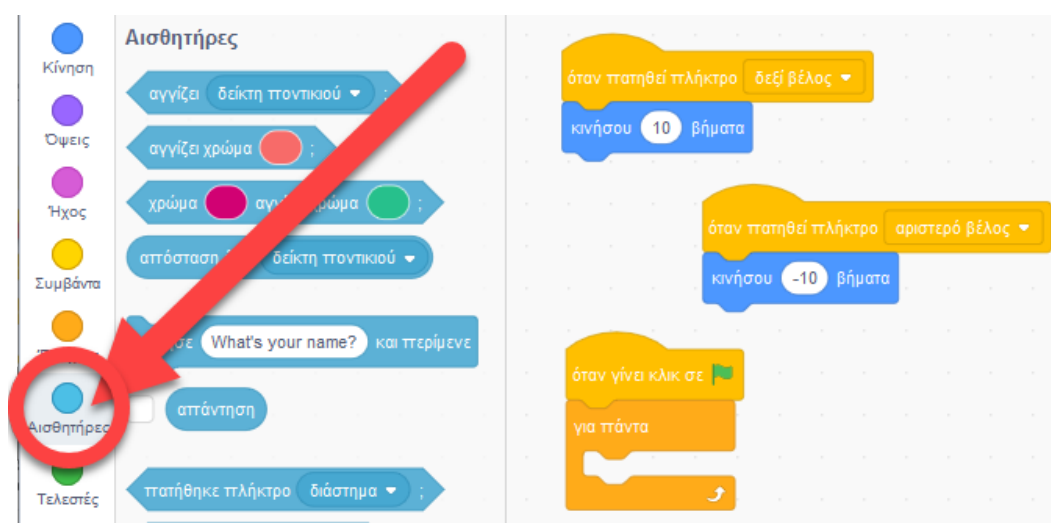 Κίνηση
Όψεις
Ήχος
Συμβάντα
Αισθητήρες
Τελεστές
Αισθητήρες
αγγίζει δείκτη ποντικιού ;
αγγίζει χρώμα ;
χρώμα χρώμα ;
απόσταση δείκτη ποντικιού
What's your name? και περίμενε
απάντηση
πατήθηκε πλήκτρο διάστημα ;
όταν πατηθεί πλήκτρο δεξί βέλος
κινήσου 10 βήματα
όταν πατηθεί πλήκτρο αριστερό βέλος
κινήσου -10 βήματα
όταν γίνει κλικ σε
για πάντα